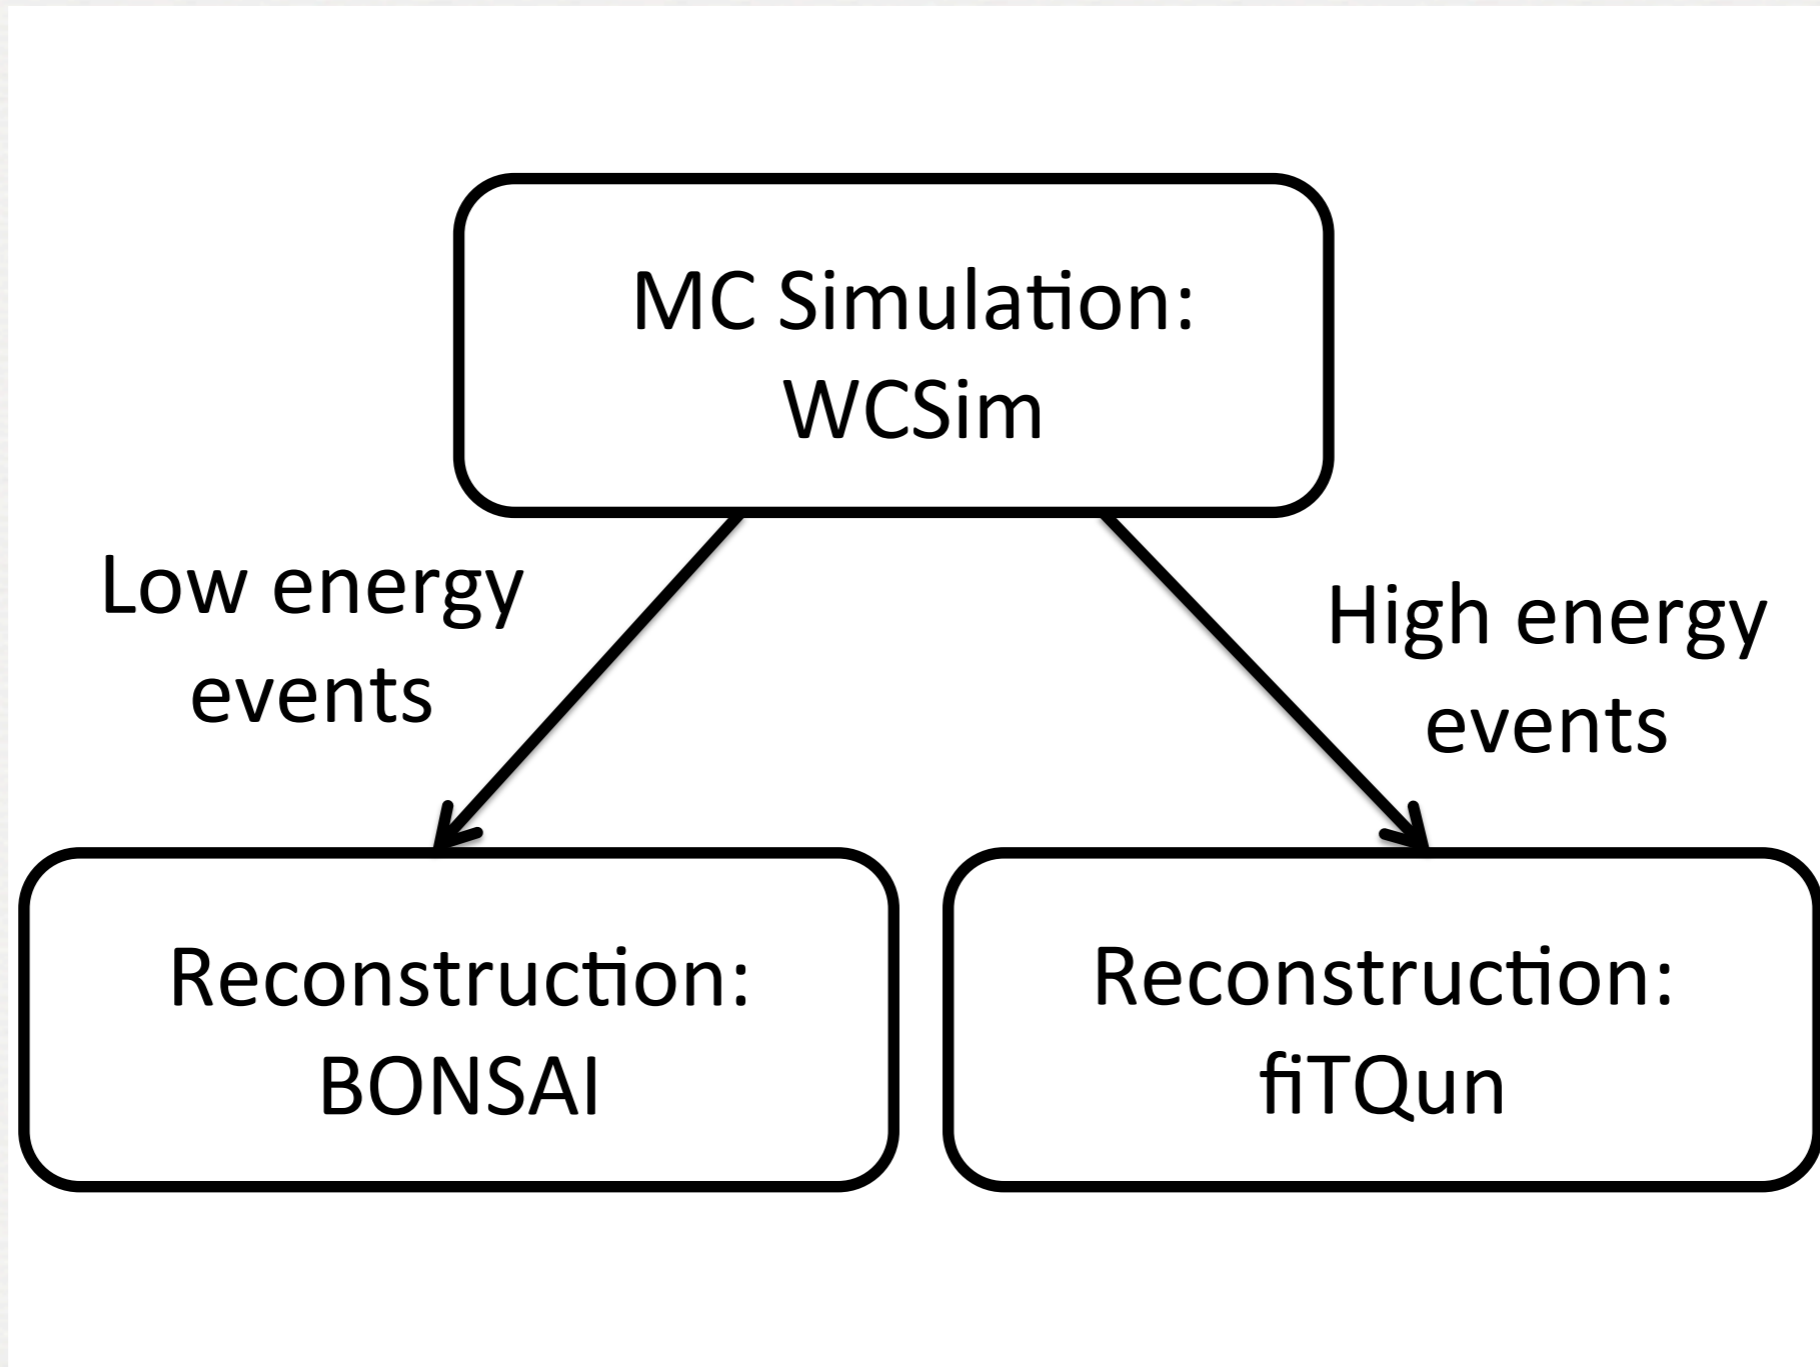 MC Simulation:
WCSim
Low energy
events
High energy
events
Reconstruction:
BONSAI
Reconstruction:
fiTQun